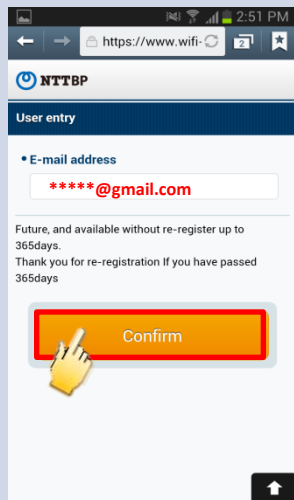 2:51 PM
https://www.wifi-
2
NTTBP
User entry
• E-mail address
*****@gmail.com
Future, and available without re-register up to
365days.
Thank you for re-registration If you have passed
365days
Confirm